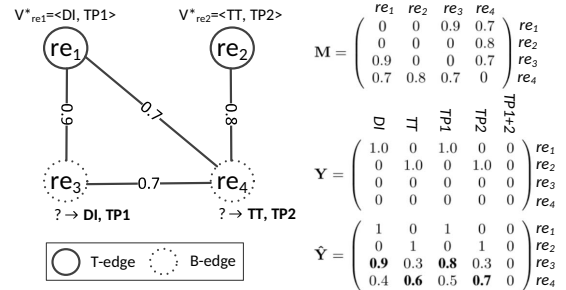 V*re1=<DI, TP1>
V*re2=<TT, TP2>
re1
re2
0.9
0.7
0.8
re3
0.7
re4
? → DI, TP1
? → TT, TP2
T-edge
B-edge
re1 re2 re3 re4
M =
0 0 0.9 0.7 re1
0 0 0 0.8 re2
0.9 0 0 0.7 re3
0.7 0.8 0.7 0 re4
DI TT TP1 TP2 TP1+2
Y =
1.0 0 1.0 0 0 re1
0 1.0 0 1.0 0 re2
0 0 0 0 0 re3
0 0 0 0 0 re4
Ŷ =
1 0 1 0 0 re1
0 1 0 1 0 re2
0.9 0.3 0.8 0.3 0 re3
0.4 0.6 0.5 0.7 0 re4